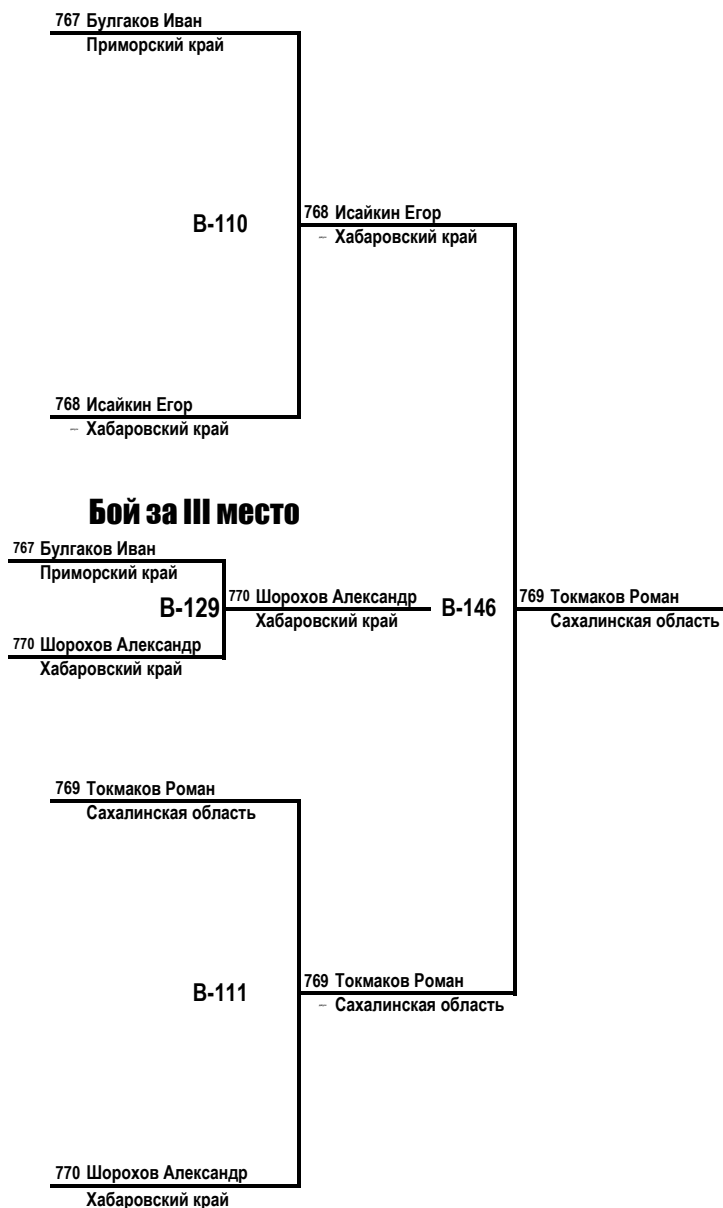 767 Булгаков Иван
Приморский край
B-110
768 Исайкин Егор
– Хабаровский край
768 Исайкин Егор
– Хабаровский край
Бой за III место
767 Булгаков Иван
Приморский край
B-129
770 Шорохов Александр
Хабаровский край
B-146
769 Токмаков Роман
Сахалинская область
770 Шорохов Александр
Хабаровский край
769 Токмаков Роман
Сахалинская область
B-111
769 Токмаков Роман
– Сахалинская область
770 Шорохов Александр
Хабаровский край